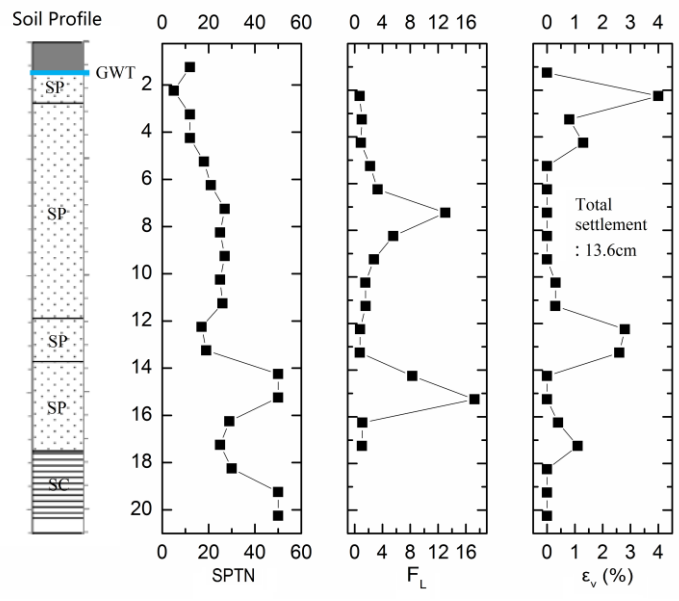 Soil Profile
0 20 40 60
0 4 8 12 16
0 1 2 3 4
GWT
SP
SP
SP
SP
SC
2
4
6
8
10
12
14
16
18
20
Total
settlement
: 13.6cm
0 20 40 60
0 4 8 12 16
0 1 2 3 4
SPTN
F_L
ε_v (%)